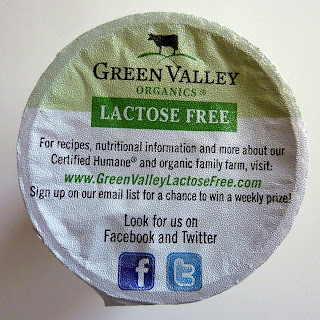 GREEN VALLEY
ORGANICS®
LACTOSE FREE
For recipes, nutritional information and more about our
Certified Humane® and organic family farm, visit:
www.GreenValleyLactoseFree.com
Sign up on our email list for a chance to win a weekly prize!
Look for us on
Facebook and Twitter
f t